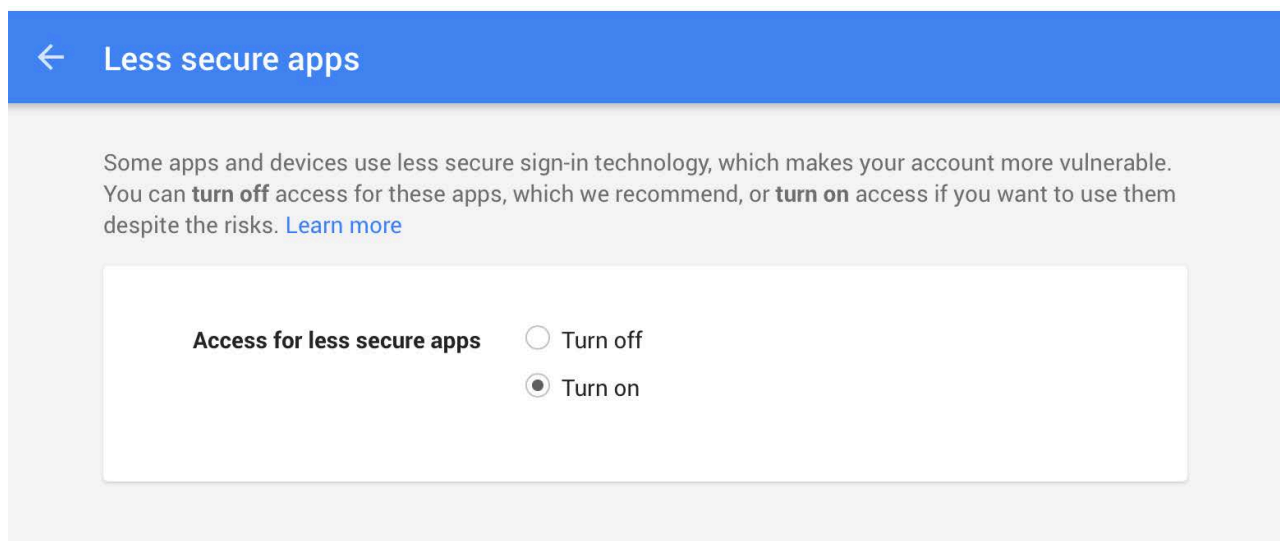 Less secure apps
Some apps and devices use less secure sign-in technology, which makes your account more vulnerable.
You can turn off access for these apps, which we recommend, or turn on access if you want to use them
despite the risks. Learn more
Access for less secure apps
Turn off
Turn on